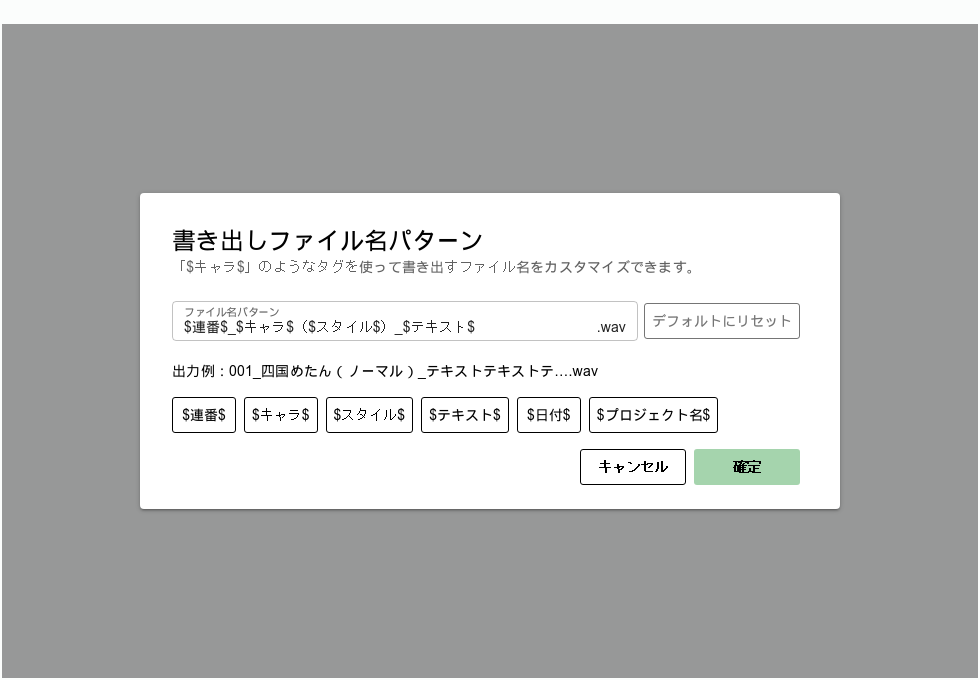 書き出しファイル名パターン
「$キャラ$」のようなタグを使って書き出すファイル名をカスタマイズできます。
ファイル名パターン
$連番$_$キャラ$（$スタイル$）_$テキスト$ .wav
デフォルトにリセット
出力例：001_四国めたん（ノーマル）_テキストテキストテ….wav
$連番$ $キャラ$ $スタイル$ $テキスト$ $日付$ $プロジェクト名$
キャンセル 確定